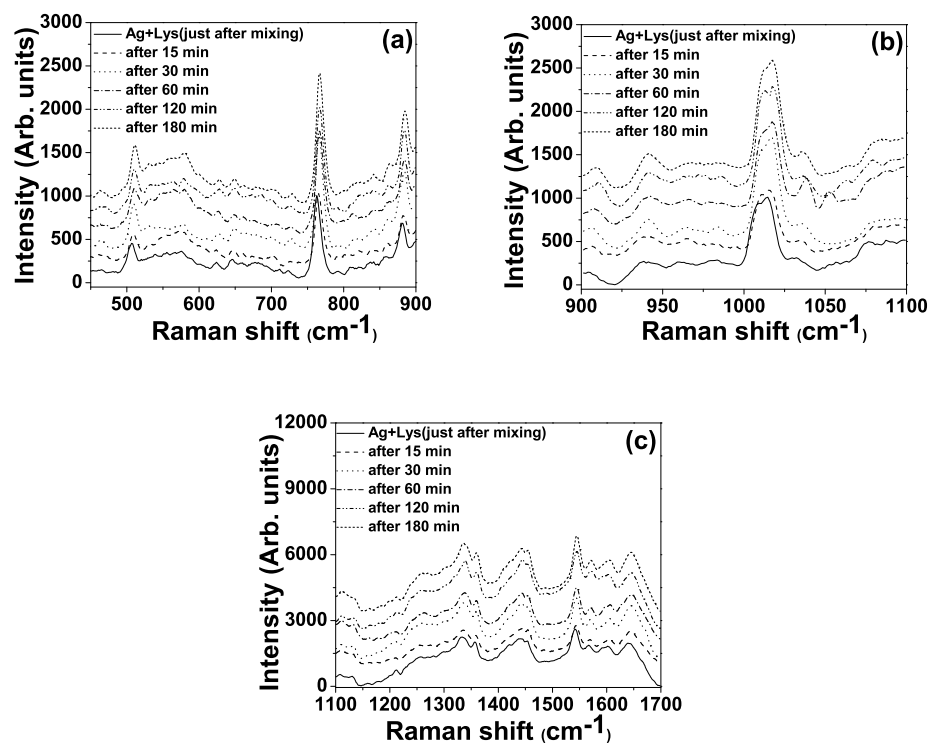 (a)
Ag+Lys(just after mixing)
after 15 min
after 30 min
after 60 min
after 120 min
after 180 min
Intensity (Arb. units)
3000
2500
2000
1500
1000
500
0
500 600 700 800 900
Raman shift (cm-1)
(b)
Ag+Lys(just after mixing)
after 15 min
after 30 min
after 60 min
after 120 min
after 180 min
Intensity (Arb. units)
3000
2500
2000
1500
1000
500
0
900 950 1000 1050 1100
Raman shift (cm-1)
(c)
Ag+Lys(just after mixing)
after 15 min
after 30 min
after 60 min
after 120 min
after 180 min
Intensity (Arb. units)
12000
9000
6000
3000
0
1100 1200 1300 1400 1500 1600 1700
Raman shift (cm-1)